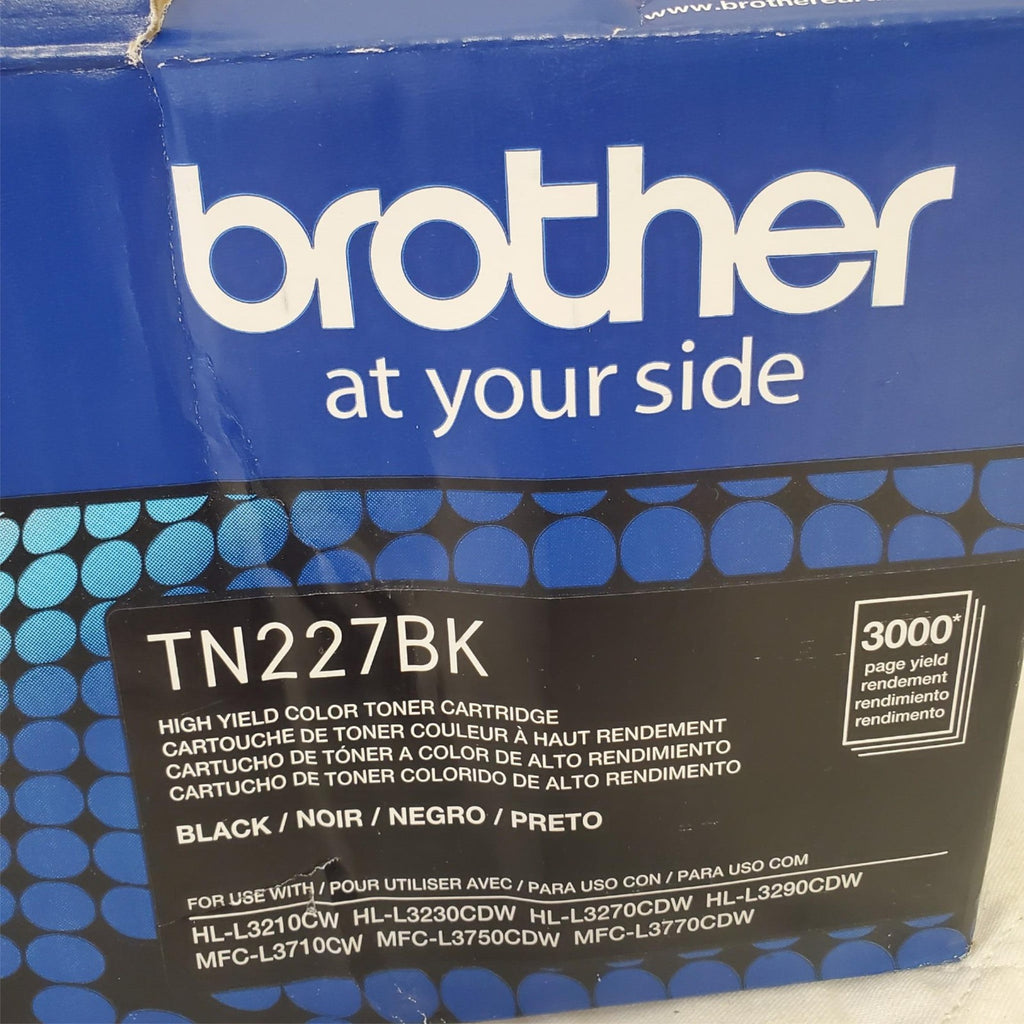 www.brother
brother
at your side
TN227BK
HIGH YIELD COLOR TONER CARTRIDGE
CARTOUCHE DE TONER COULEUR À HAUT RENDEMENT
CARTUCHO DE TÓNER A COLOR DE ALTO RENDIMIENTO
CARTUCHO DE TONER COLORIDO DE ALTO RENDIMENTO
BLACK / NOIR / NEGRO / PRETO
3000*
page yield
rendement
rendimiento
rendimento
FOR USE WITH / POUR UTILISER AVEC / PARA USO CON / PARA USO COM
HL-L3210CW HL-L3230CDW HL-L3270CDW HL-L3290CDW
MFC-L3710CW MFC-L3750CDW MFC-L3770CDW